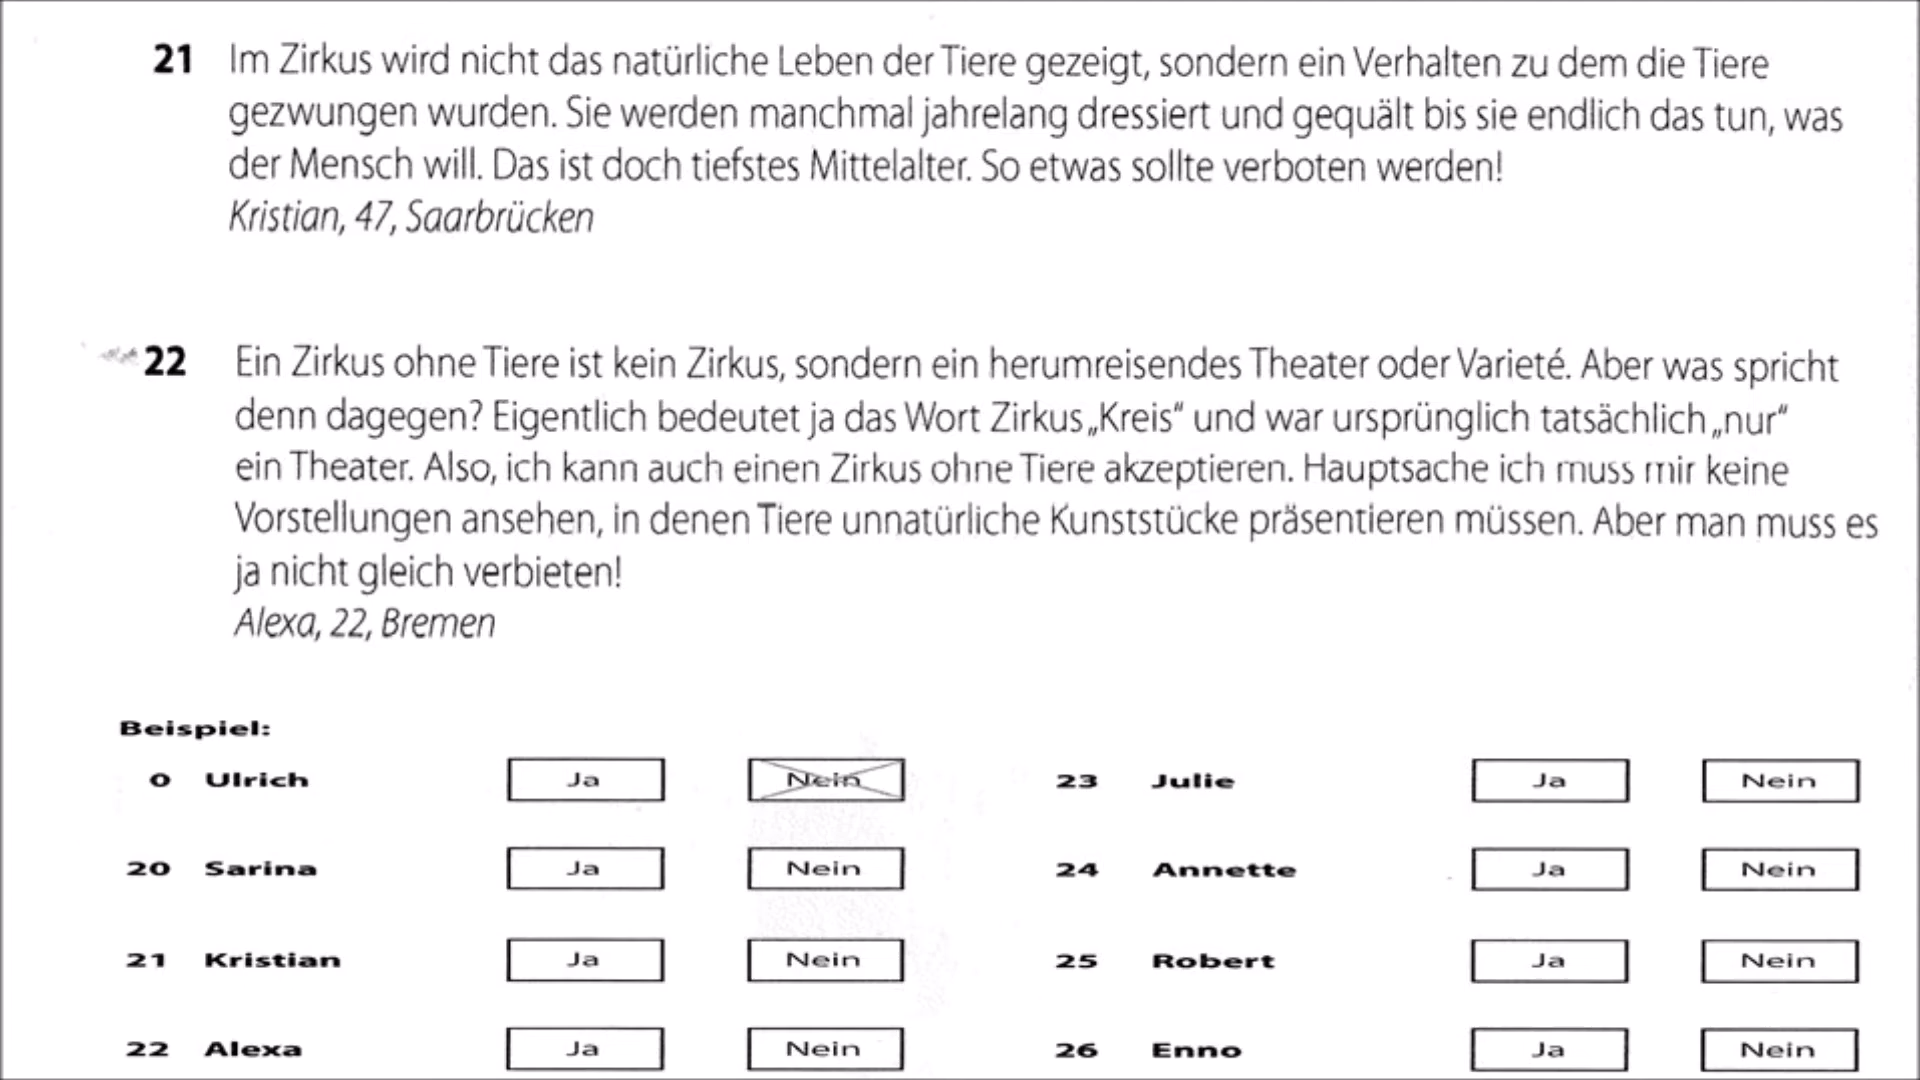 21 Im Zirkus wird nicht das natürliche Leben der Tiere gezeigt, sondern ein Verhalten zu dem die Tiere
gezwungen wurden. Sie werden manchmal jahrelang dressiert und gequält bis sie endlich das tun, was
der Mensch will. Das ist doch tiefstes Mittelalter. So etwas sollte verboten werden!
Kristian, 47, Saarbrücken
22 Ein Zirkus ohne Tiere ist kein Zirkus, sondern ein herumreisendes Theater oder Varieté. Aber was spricht
denn dagegen? Eigentlich bedeutet ja das Wort Zirkus „Kreis“ und war ursprünglich tatsächlich „nur“
ein Theater. Also, ich kann auch einen Zirkus ohne Tiere akzeptieren. Hauptsache ich muss mir keine
Vorstellungen ansehen, in denen Tiere unnatürliche Kunststücke präsentieren müssen. Aber man muss es
ja nicht gleich verbieten!
Alexa, 22, Bremen
Beispiel:
0 Ulrich Ja Nein 23 Julie Ja Nein
20 Sarina Ja Nein 24 Annette Ja Nein
21 Kristian Ja Nein 25 Robert Ja Nein
22 Alexa Ja Nein 26 Enno Ja Nein